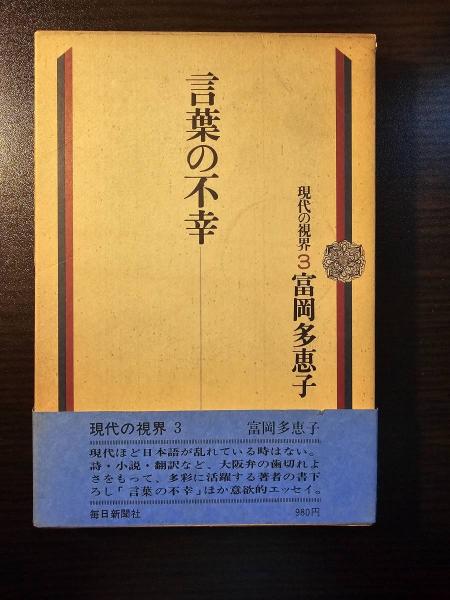 言葉の不幸
現代の視界3 富岡多恵子
現代の視界 3 富岡多恵子
現代ほど日本語が乱れている時はない。
詩・小説・翻訳など、大阪弁の歯切れよ
さをもって、多彩に活躍する著者の書下
ろし「言葉の不幸」ほか意欲的エッセイ。
毎日新聞社 980円